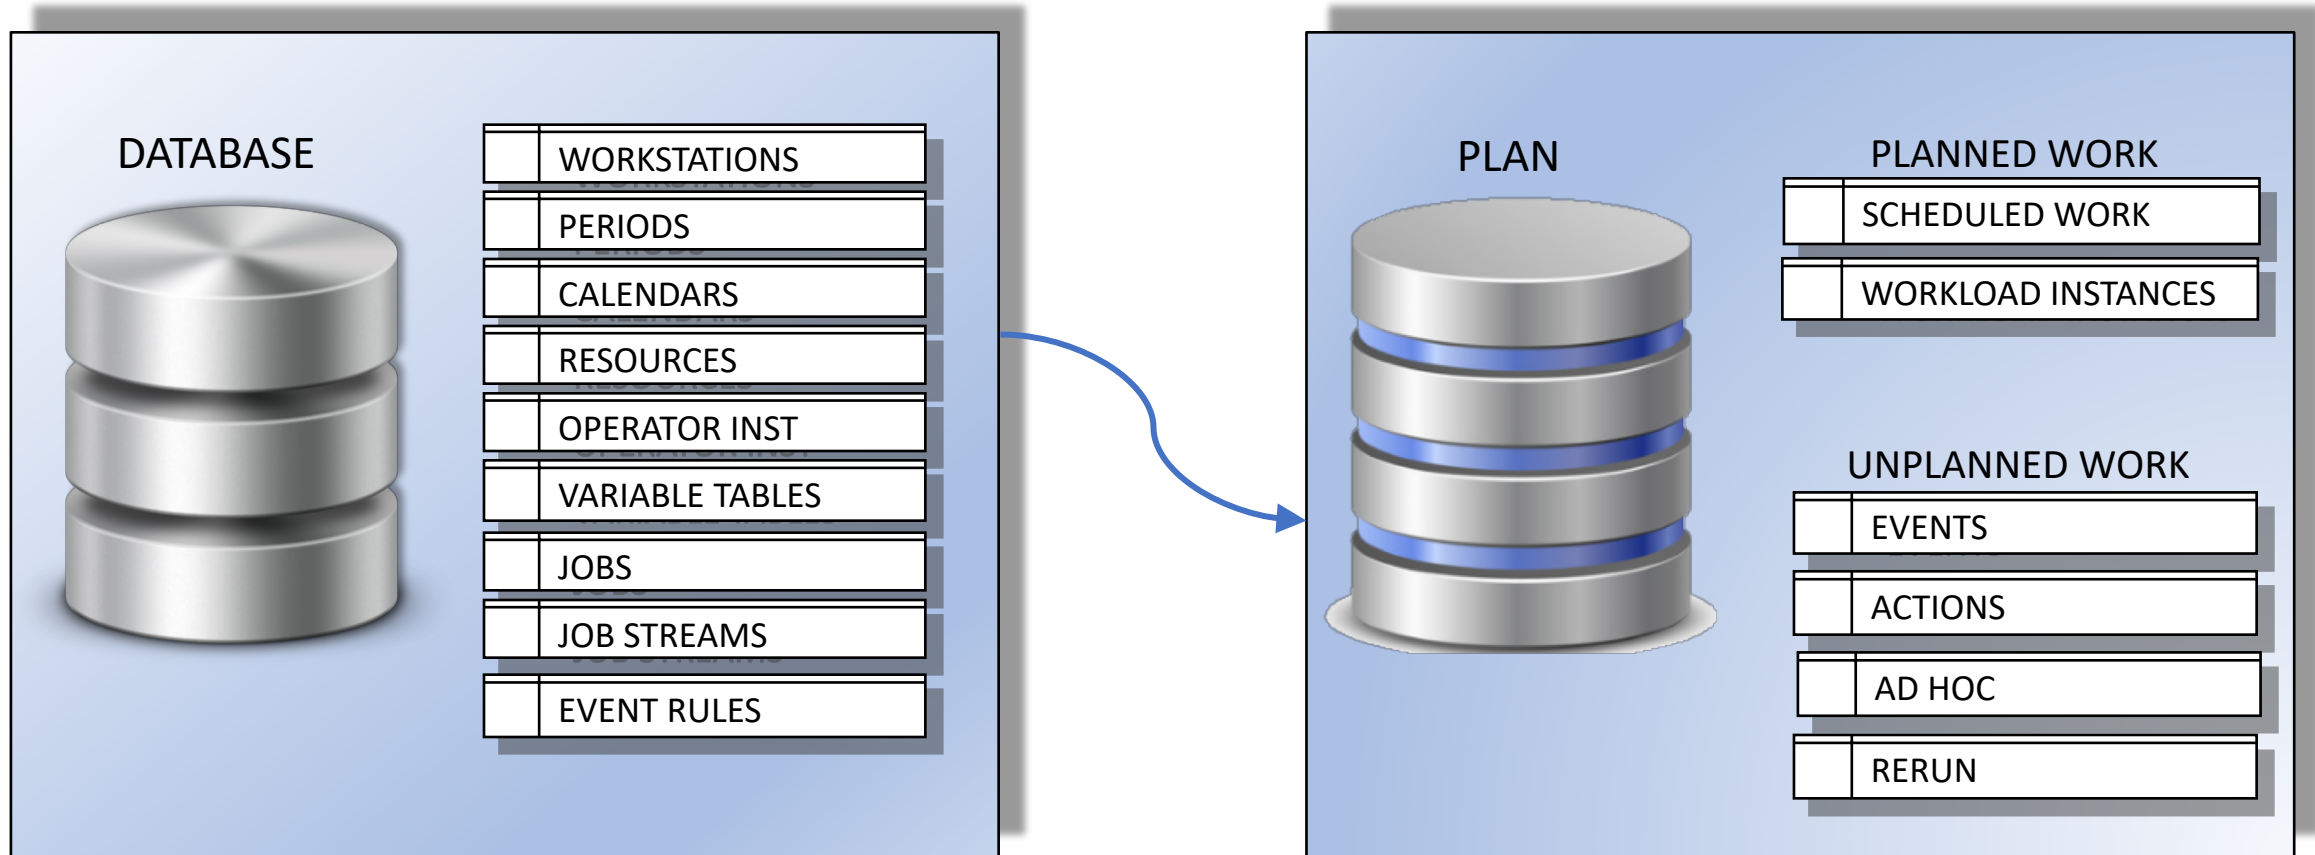 DATABASE
WORKSTATIONS
PERIODS
CALENDARS
RESOURCES
OPERATOR INST
VARIABLE TABLES
JOBS
JOB STREAMS
EVENT RULES
PLAN
PLANNED WORK
SCHEDULED WORK
WORKLOAD INSTANCES
UNPLANNED WORK
EVENTS
ACTIONS
AD HOC
RERUN